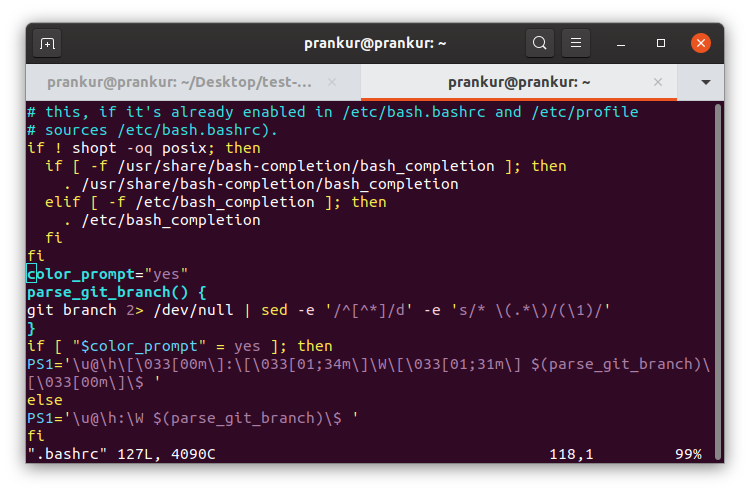 prankur@prankur: ~
prankur@prankur: ~/Desktop/test-...
prankur@prankur: ~
# this, if it's already enabled in /etc/bash.bashrc and /etc/profile
# sources /etc/bash.bashrc).
if ! shopt -oq posix; then
  if [ -f /usr/share/bash-completion/bash_completion ]; then
    . /usr/share/bash-completion/bash_completion
  elif [ -f /etc/bash_completion ]; then
    . /etc/bash_completion
  fi
fi
color_prompt="yes"
parse_git_branch() {
git branch 2> /dev/null | sed -e '/^[^*]/d' -e 's/* \(.*\)/(\1)/'
}
if [ "$color_prompt" = yes ]; then
PS1='\u@\h\[\033[00m\]:\[\033[01;34m\]\W\[\033[01;31m\] $(parse_git_branch)\
[\033[00m\]\$ '
else
PS1='\u@\h:\W $(parse_git_branch)\$ '
fi
".bashrc" 127L, 4090C 118,1 99%